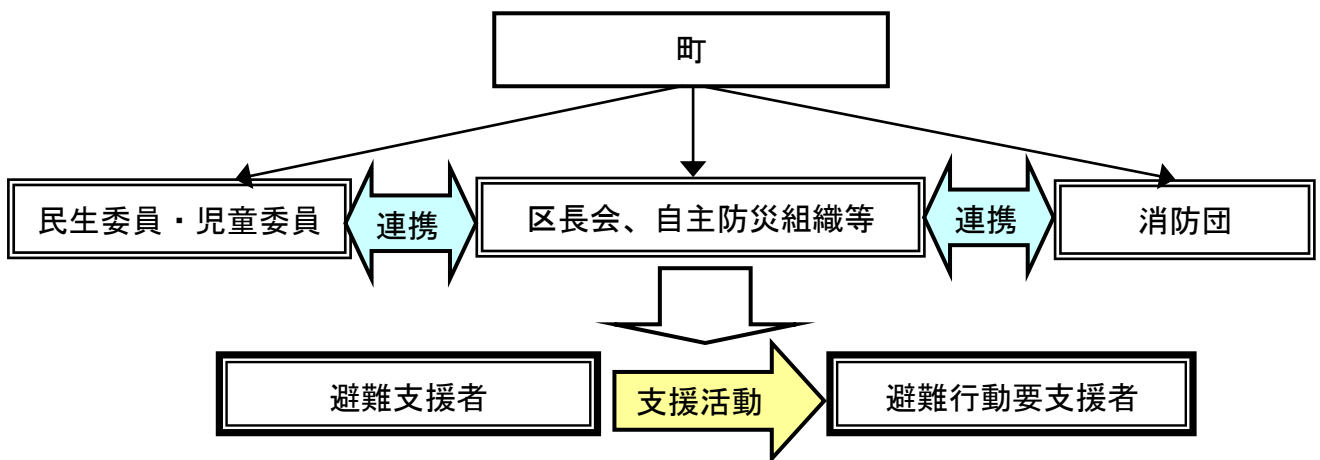 町
民生委員・児童委員
連携
区長会、自主防災組織等
連携
消防団
避難支援者
支援活動
避難行動要支援者